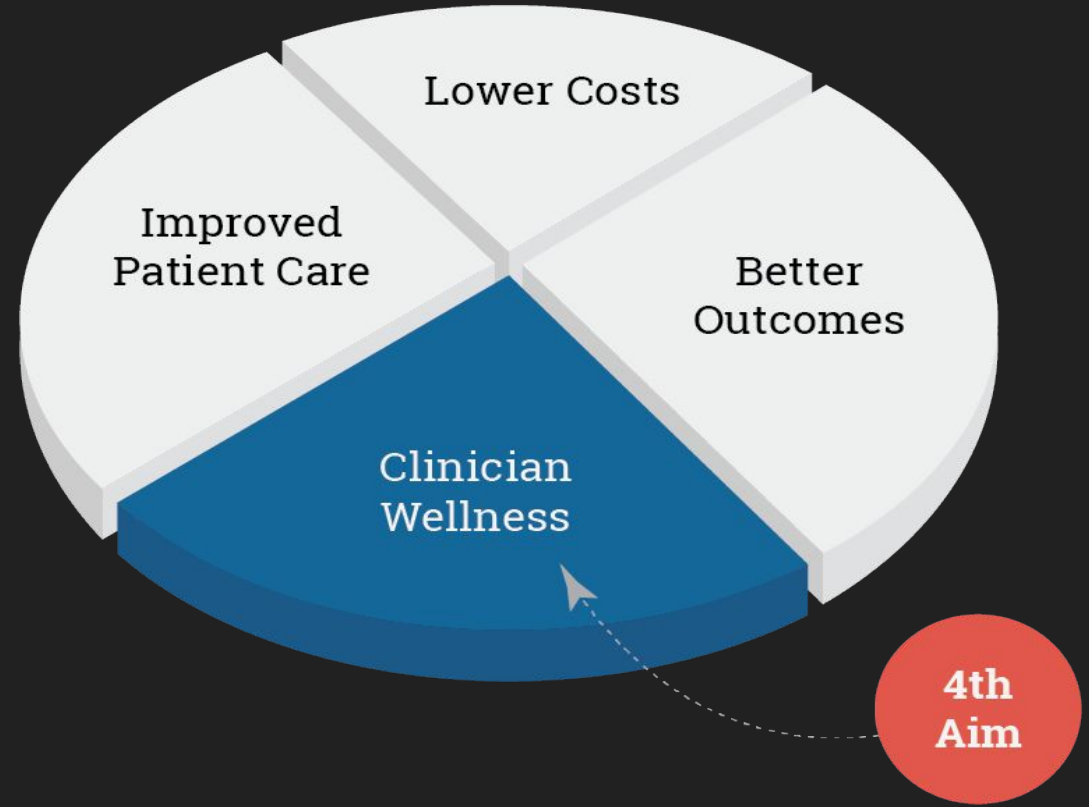 Lower Costs
Improved
Patient Care
Better
Outcomes
Clinician
Wellness
4th
Aim